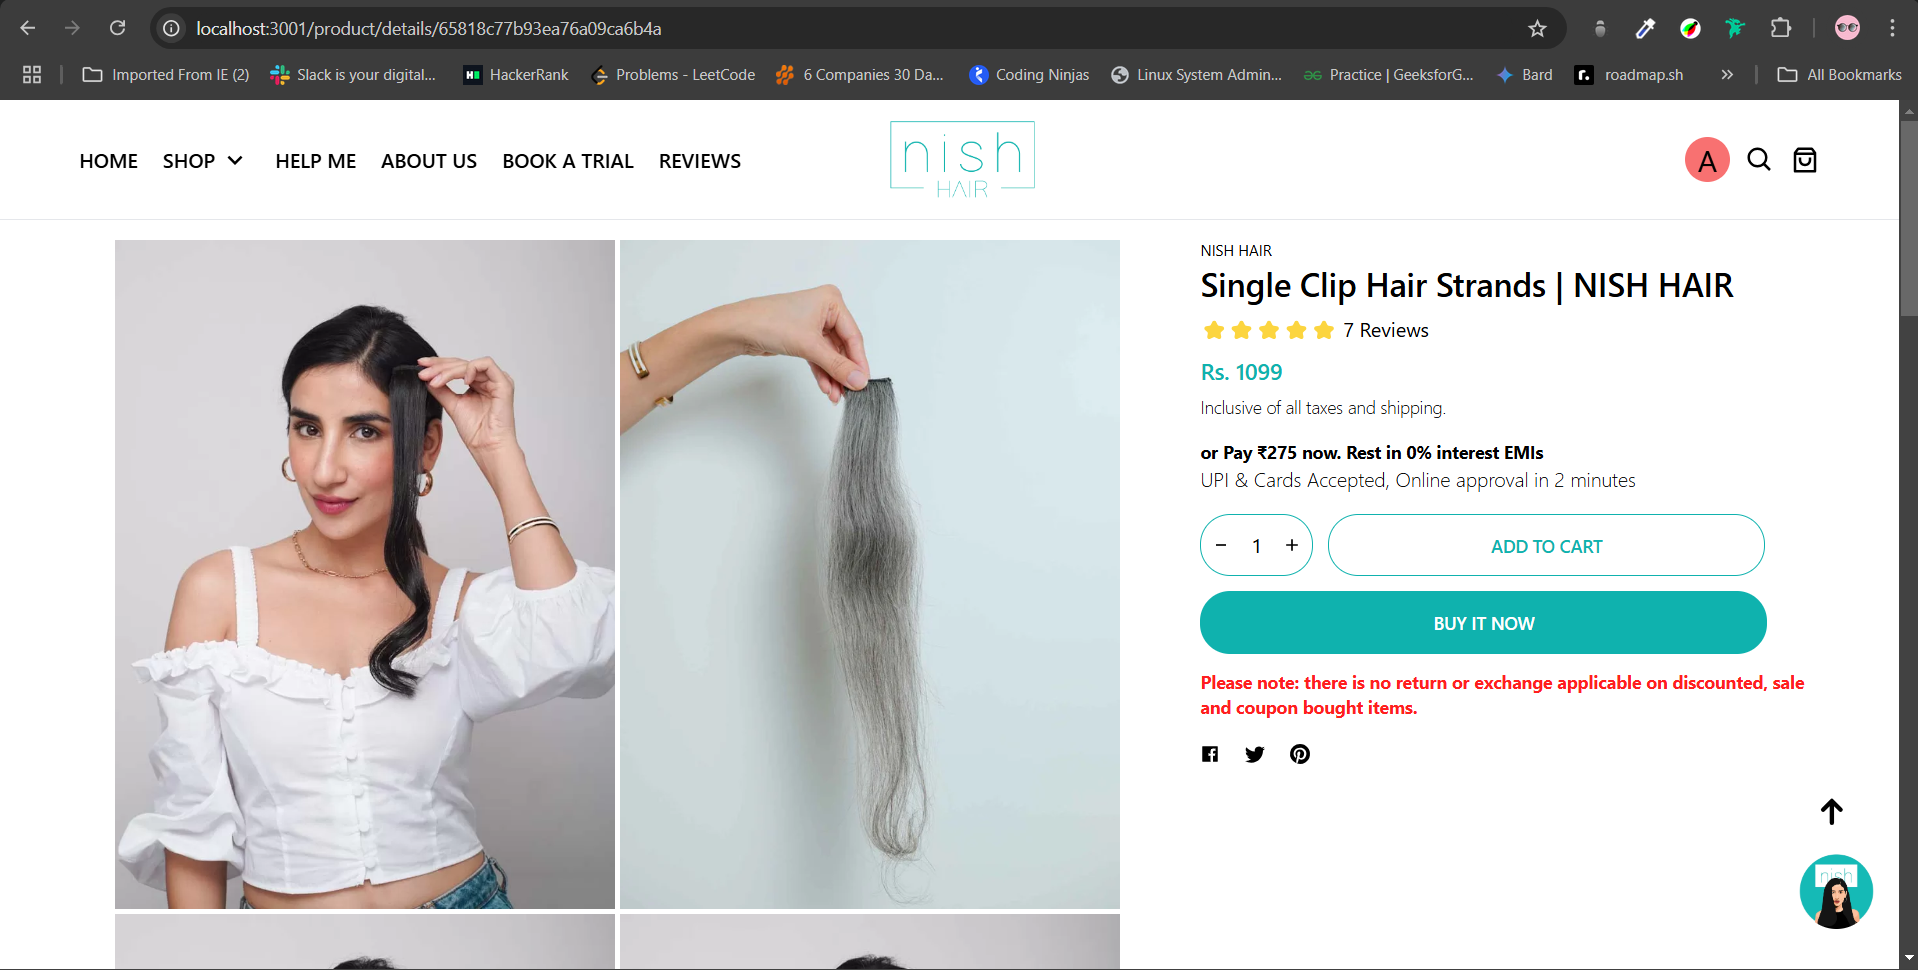 localhost:3001/product/details/65818c77b93ea76a09ca6b4a
Imported From IE (2)
Slack is your digital...
HackerRank
Problems - LeetCode
6 Companies 30 Da...
Coding Ninjas
Linux System Admin...
Practice | GeeksforG...
Bard
roadmap.sh
All Bookmarks
HOME
SHOP
HELP ME
ABOUT US
BOOK A TRIAL
REVIEWS
nish
HAIR
A
NISH HAIR
Single Clip Hair Strands | NISH HAIR
7 Reviews
Rs. 1099
Inclusive of all taxes and shipping.
or Pay ₹275 now. Rest in 0% interest EMIs
UPI & Cards Accepted, Online approval in 2 minutes
- 1 +
ADD TO CART
BUY IT NOW
Please note: there is no return or exchange applicable on discounted, sale
and coupon bought items.
nish